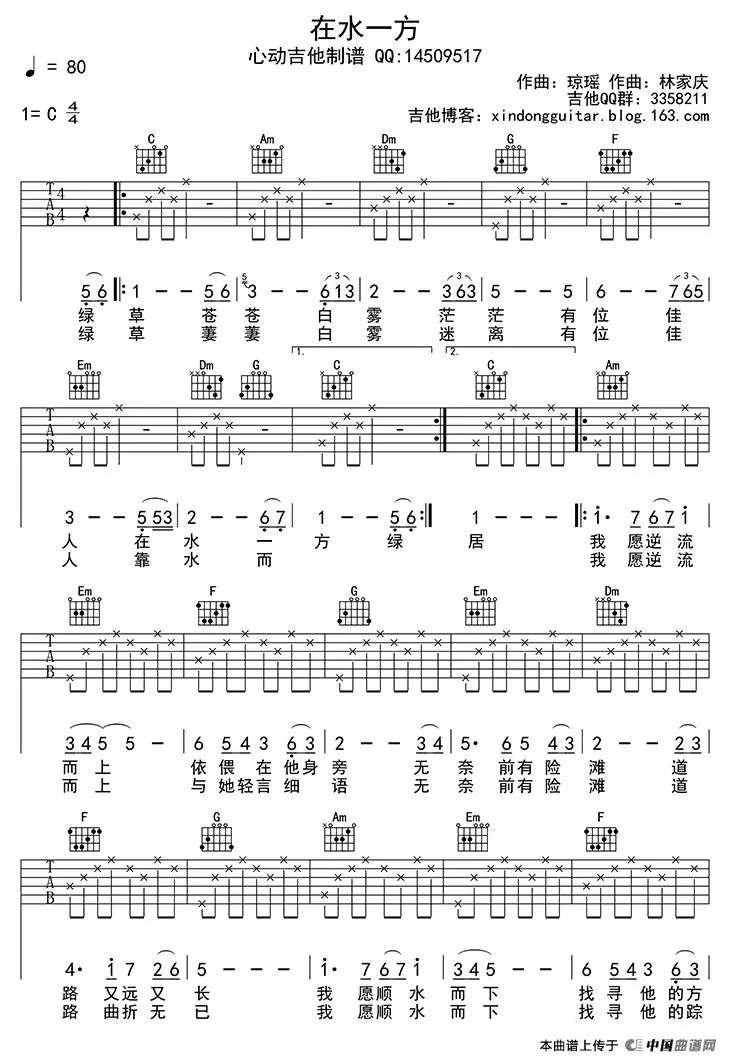 在水一方
心动吉他制谱 QQ:14509517
♩ = 80
作曲：琼瑶 作曲：林家庆
吉他QQ群：3358211
1= C 4/4
吉他博客：xindongguitar.blog.163.com
C Am Dm G F
T A B 4 4
5 6 1 - - 5 6 5 3 - - 6 1 3 2 - - 3 6 3 5 - - 5 6 - - 7 6 5
绿 草 苍 苍 白 雾 茫 茫 有 位 佳
绿 草 萋 萋 白 雾 迷 离 有 位 佳
1. 2.
Em Dm G C C Am
T A B
3 - - 5 5 3 2 - - 6 7 1 - - 5 6 1 - - - i· 7 6 7 i
人 在 水 一 方 绿 居 我 愿 逆 流
人 靠 水 而 我 愿 逆 流
Em F G Em Dm
T A B
3 4 5 5 - 6 5 4 3 6 3 2 - - 2 5· 4 5 4 3 2 - - 2 3
而 上 依 偎 在 他 身 旁 无 奈 前 有 险 滩 道
而 上 与 她 轻 言 细 语 无 奈 前 有 险 滩 道
F G Am Em F
T A B
4· i 7 2 6 5 - - - i· 7 6 7 i 3 4 5 - 6 5 4 3 6 3
路 又 远 又 长 我 愿 顺 水 而 下 找 寻 他 的 方
路 曲 折 无 已 我 愿 顺 水 而 下 找 寻 他 的 踪
本曲谱上传于 中国曲谱网